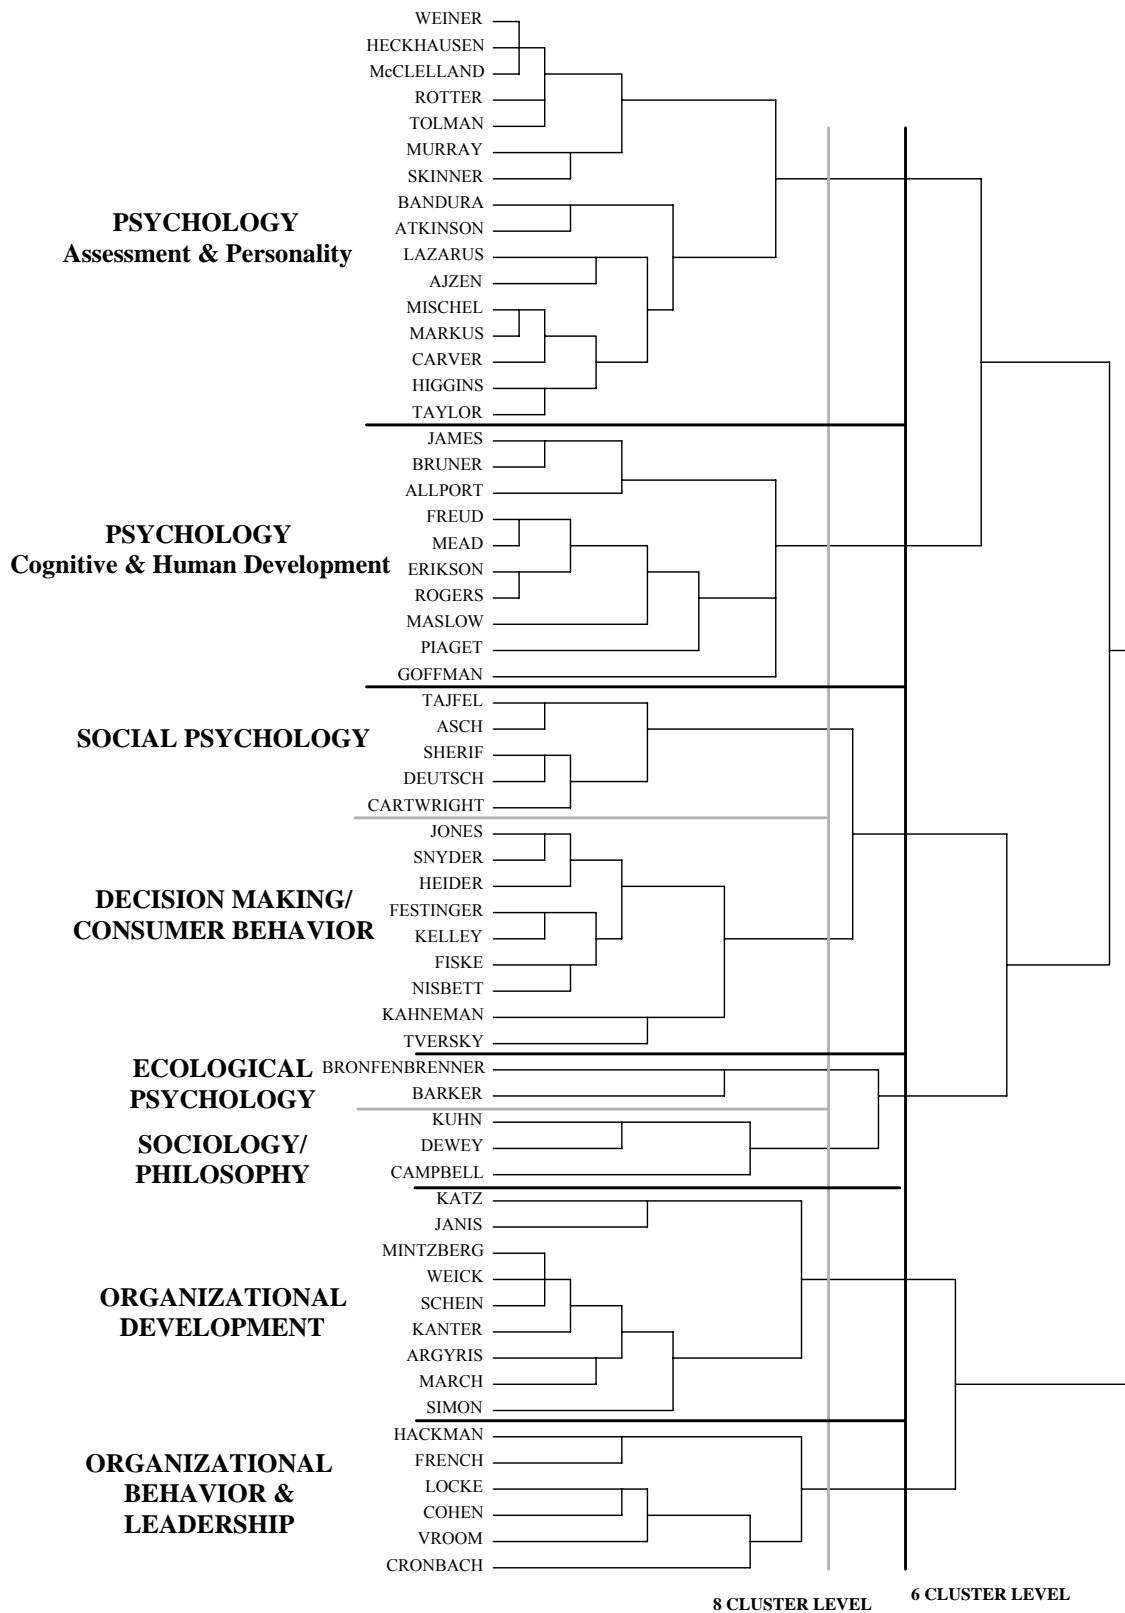 WEINER
HECKHAUSEN
McCLELLAND
ROTTER
TOLMAN
MURRAY
SKINNER
BANDURA
ATKINSON
LAZARUS
AJZEN
MISCHEL
MARKUS
CARVER
HIGGINS
TAYLOR
PSYCHOLOGY
Assessment & Personality
JAMES
BRUNER
ALLPORT
FREUD
MEAD
ERIKSON
ROGERS
MASLOW
PIAGET
GOFFMAN
PSYCHOLOGY
Cognitive & Human Development
TAJFEL
ASCH
SHERIF
DEUTSCH
CARTWRIGHT
SOCIAL PSYCHOLOGY
JONES
SNYDER
HEIDER
FESTINGER
KELLEY
FISKE
NISBETT
KAHNEMAN
TVERSKY
DECISION MAKING/
CONSUMER BEHAVIOR
BRONFENBRENNER
BARKER
ECOLOGICAL
PSYCHOLOGY
KUHN
DEWEY
CAMPBELL
SOCIOLOGY/
PHILOSOPHY
KATZ
JANIS
MINTZBERG
WEICK
SCHEIN
KANTER
ARGYRIS
MARCH
SIMON
ORGANIZATIONAL
DEVELOPMENT
HACKMAN
FRENCH
LOCKE
COHEN
VROOM
CRONBACH
ORGANIZATIONAL
BEHAVIOR &
LEADERSHIP
8 CLUSTER LEVEL
6 CLUSTER LEVEL